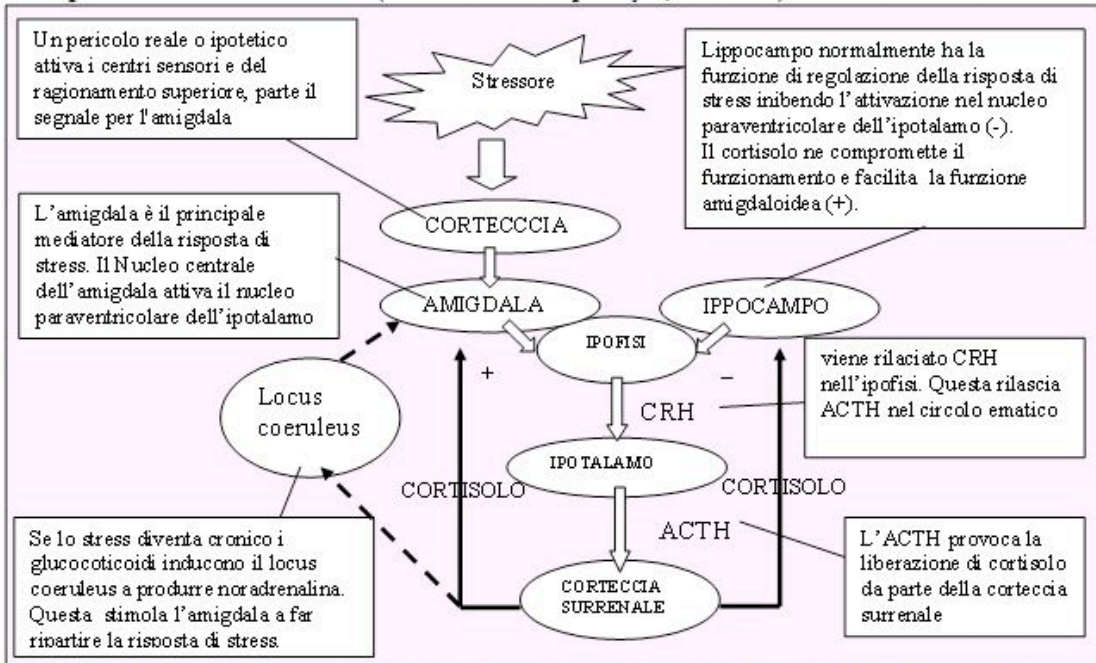 Un pericolo reale o ipotetico
attiva i centri sensori e del
ragionamento superiore, parte il
segnale per l'amigdala
Stressore
Lippocampo normalmente ha la
funzione di regolazione della risposta di
stress inibendo l'attivazione nel nucleo
paraventricolare dell'ipotalamo (-).
Il cortisolo ne compromette il
funzionamento e facilita la funzione
amigdaloidea (+).
CORTECCCIA
L'amigdala è il principale
mediatore della risposta di
stress. Il Nucleo centrale
dell'amigdala attiva il nucleo
paraventricolare dell'ipotalamo
AMIGDALA
IPPOCAMPO
IPOFISI
+
–
viene rilaciato CRH
nell'ipofisi. Questa rilascia
ACTH nel circolo ematico
Locus
coeruleus
CRH
IPOTALAMO
CORTISOLO
CORTISOLO
ACTH
Se lo stress diventa cronico i
glucocoticoidi inducono il locus
coeruleus a produrre noradrenalina.
Questa stimola l'amigdala a far
ripartire la risposta di stress.
CORTECCIA
SURRENALE
L'ACTH provoca la
liberazione di cortisolo
da parte della corteccia
surrenale